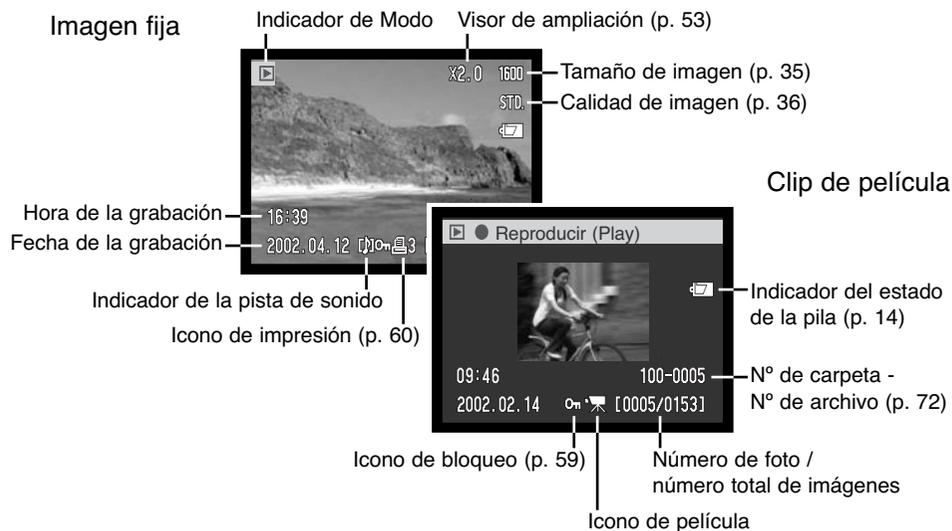 Imagen fija
Indicador de Modo
Visor de ampliación (p. 53)
X2.0 1600
Tamaño de imagen (p. 35)
STD.
Calidad de imagen (p. 36)
Clip de película
Hora de la grabación
16:39
Fecha de la grabación
2002.04.12 3 [
Indicador de la pista de sonido
Icono de impresión (p. 60)
Reproducir (Play)
Indicador del estado
de la pila (p. 14)
09:46 100-0005
2002.02.14 [0005/0153]
Nº de carpeta -
Nº de archivo (p. 72)
Icono de bloqueo (p. 59)
Número de foto /
número total de imágenes
Icono de película